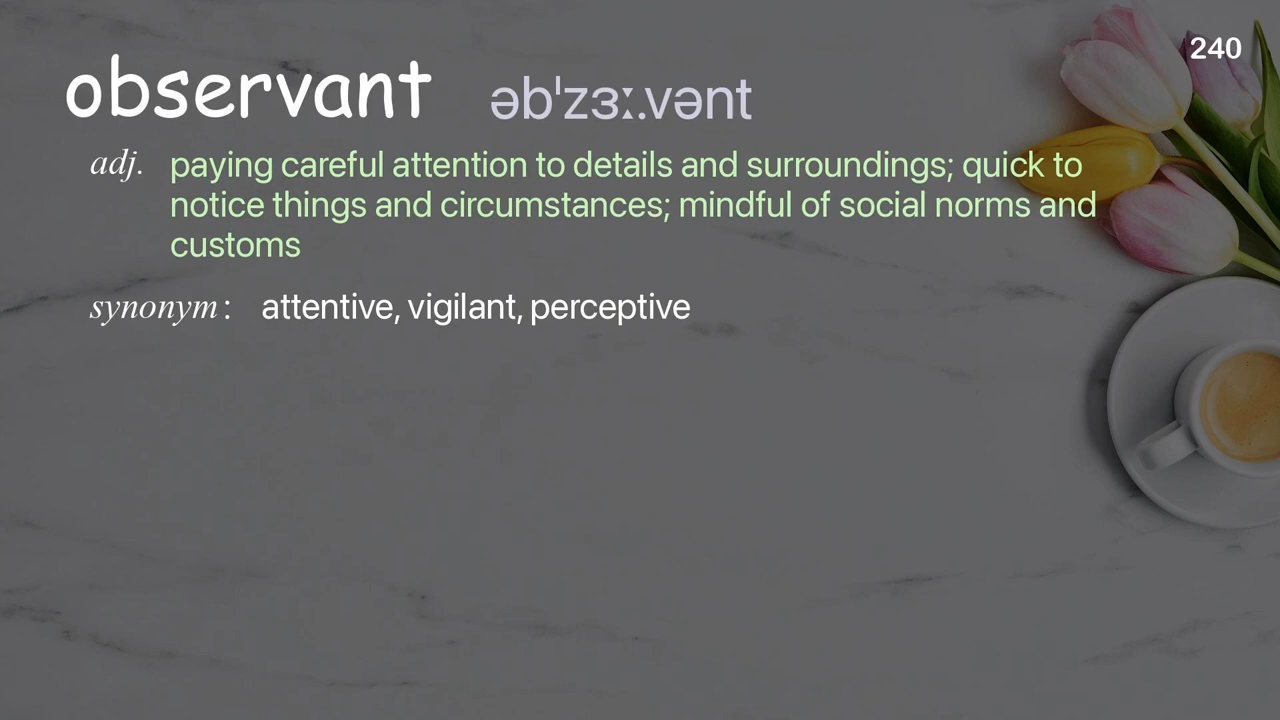 240
observant əbˈzɜː.vənt
adj. paying careful attention to details and surroundings; quick to
notice things and circumstances; mindful of social norms and
customs
synonym: attentive, vigilant, perceptive